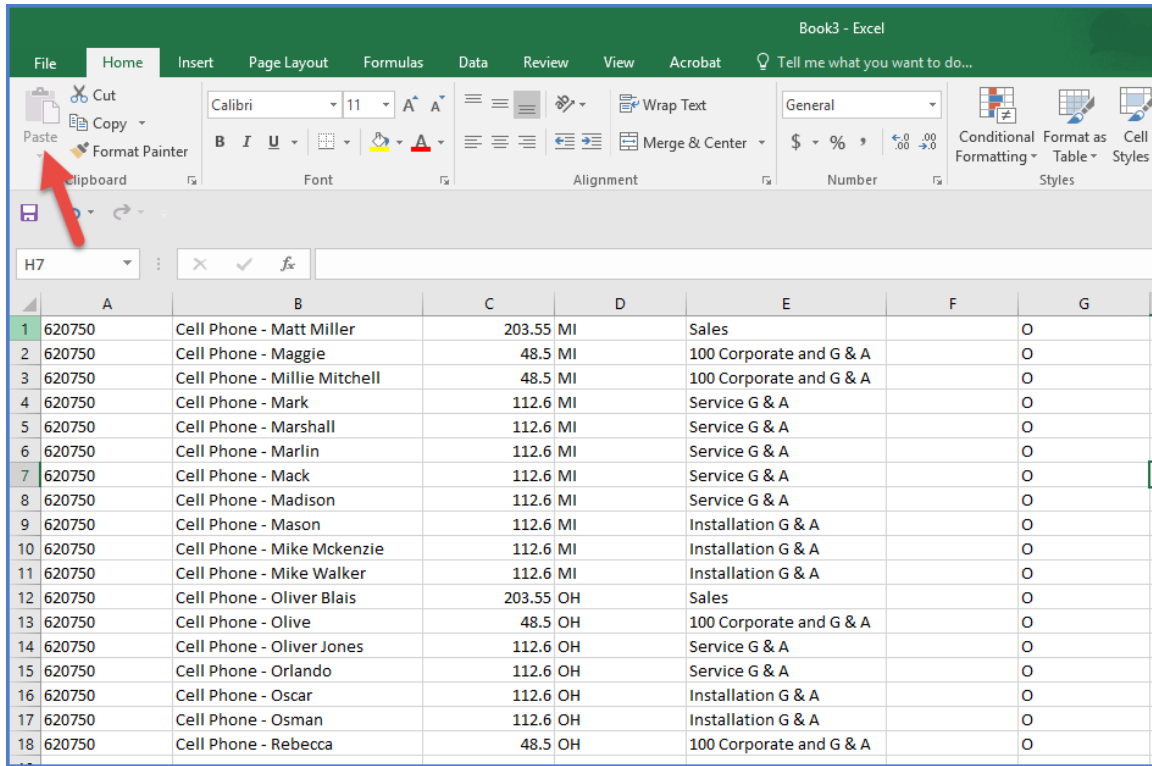 Book3 - Excel
File Home Insert Page Layout Formulas Data Review View Acrobat Tell me what you want to do...
Cut
Calibri 11 A A Wrap Text General
Copy
Paste Format Painter B I U A Merge & Center $ % , .0 .00 .00 .0 Conditional Formatting Format as Table Cell Styles
Clipboard Font Alignment Number Styles
H7 fx
A B C D E F G
1 620750 Cell Phone - Matt Miller 203.55 MI Sales O
2 620750 Cell Phone - Maggie 48.5 MI 100 Corporate and G & A O
3 620750 Cell Phone - Millie Mitchell 48.5 MI 100 Corporate and G & A O
4 620750 Cell Phone - Mark 112.6 MI Service G & A O
5 620750 Cell Phone - Marshall 112.6 MI Service G & A O
6 620750 Cell Phone - Marlin 112.6 MI Service G & A O
7 620750 Cell Phone - Mack 112.6 MI Service G & A O
8 620750 Cell Phone - Madison 112.6 MI Service G & A O
9 620750 Cell Phone - Mason 112.6 MI Installation G & A O
10 620750 Cell Phone - Mike Mckenzie 112.6 MI Installation G & A O
11 620750 Cell Phone - Mike Walker 112.6 MI Installation G & A O
12 620750 Cell Phone - Oliver Blais 203.55 OH Sales O
13 620750 Cell Phone - Olive 48.5 OH 100 Corporate and G & A O
14 620750 Cell Phone - Oliver Jones 112.6 OH Service G & A O
15 620750 Cell Phone - Orlando 112.6 OH Service G & A O
16 620750 Cell Phone - Oscar 112.6 OH Installation G & A O
17 620750 Cell Phone - Osman 112.6 OH Installation G & A O
18 620750 Cell Phone - Rebecca 48.5 OH 100 Corporate and G & A O